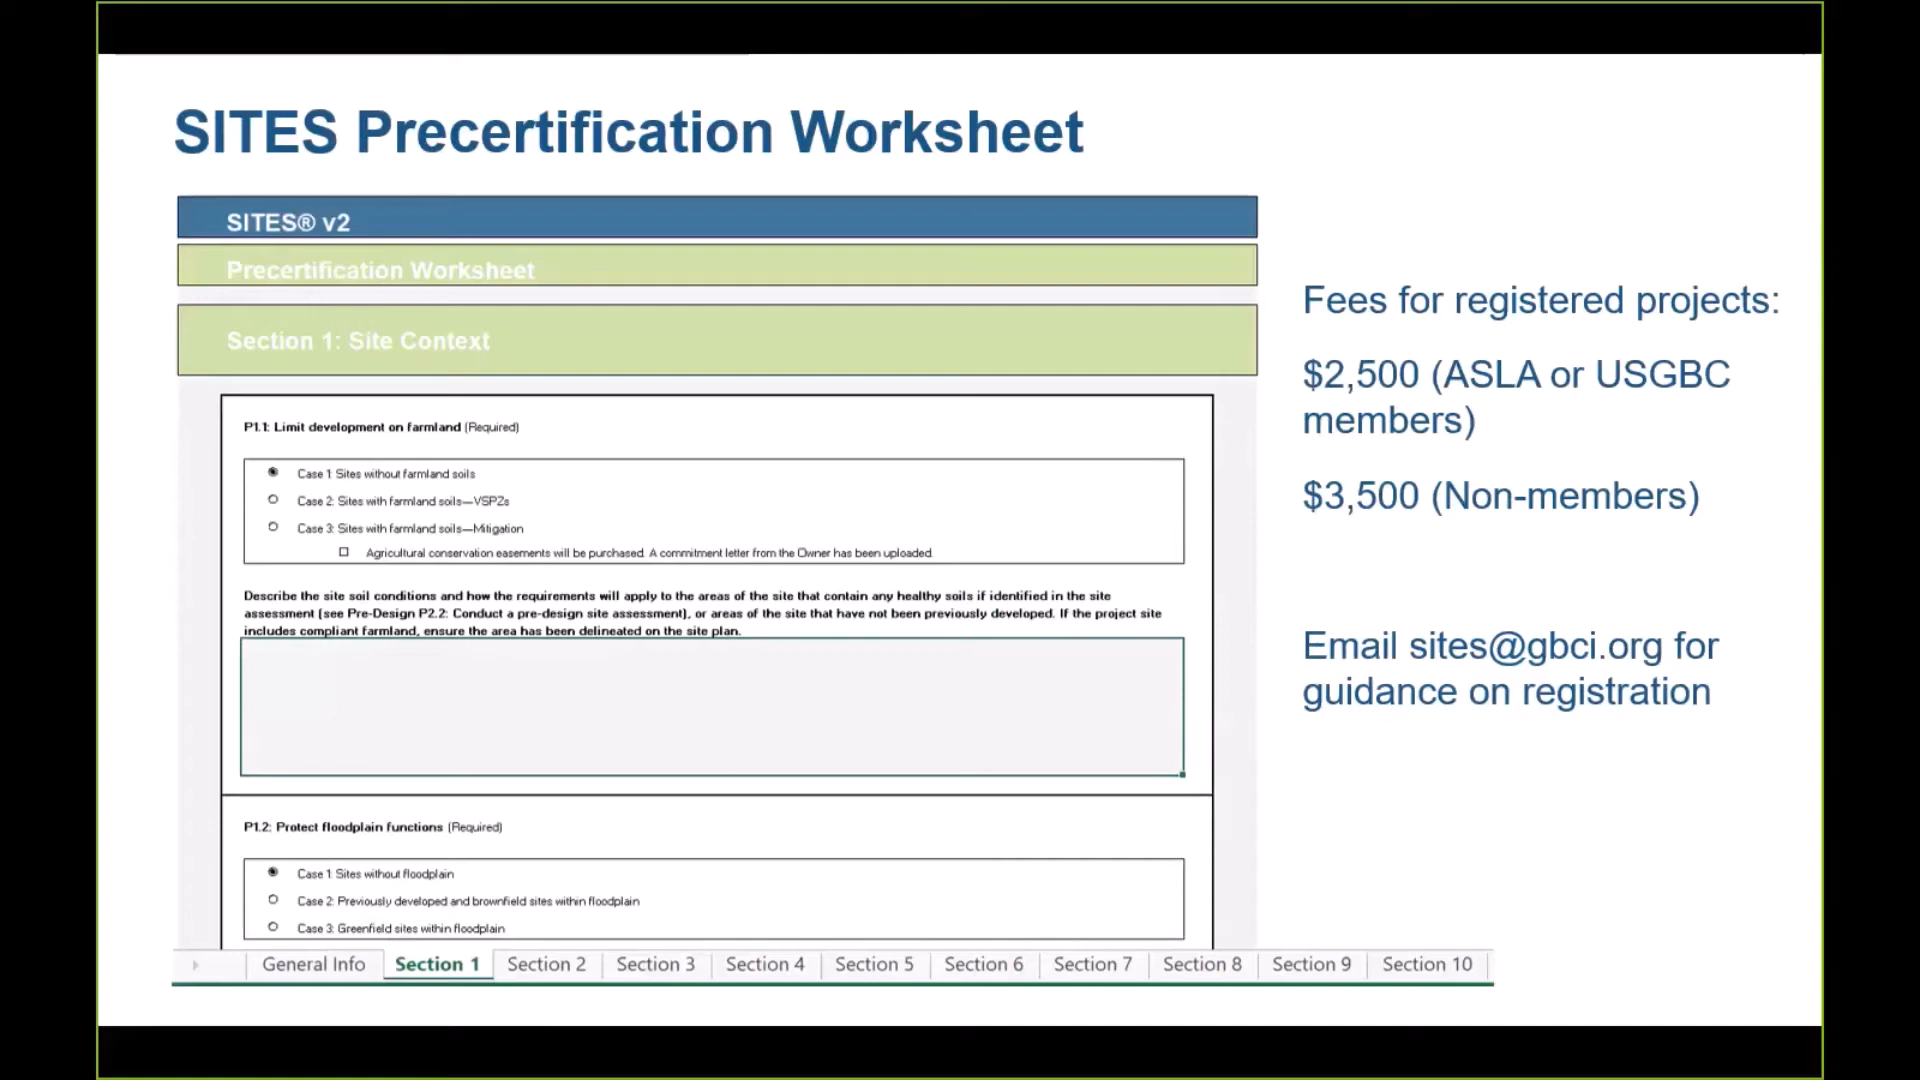 SITES Precertification Worksheet
SITES® v2
Precertification Worksheet
Section 1: Site Context
P1.1: Limit development on farmland (Required)
Case 1: Sites without farmland soils
Case 2: Sites with farmland soils—VSPZs
Case 3: Sites with farmland soils—Mitigation
Agricultural conservation easements will be purchased. A commitment letter from the Owner has been uploaded.
Describe the site soil conditions and how the requirements will apply to the areas of the site that contain any healthy soils if identified in the site
assessment (see Pre-Design P2.2: Conduct a pre-design site assessment), or areas of the site that have not been previously developed. If the project site
includes compliant farmland, ensure the area has been delineated on the site plan.
P1.2: Protect floodplain functions (Required)
Case 1: Sites without floodplain
Case 2: Previously developed and brownfield sites within floodplain
Case 3: Greenfield sites within floodplain
General Info Section 1 Section 2 Section 3 Section 4 Section 5 Section 6 Section 7 Section 8 Section 9 Section 10
Fees for registered projects:
$2,500 (ASLA or USGBC
members)
$3,500 (Non-members)
Email sites@gbci.org for
guidance on registration